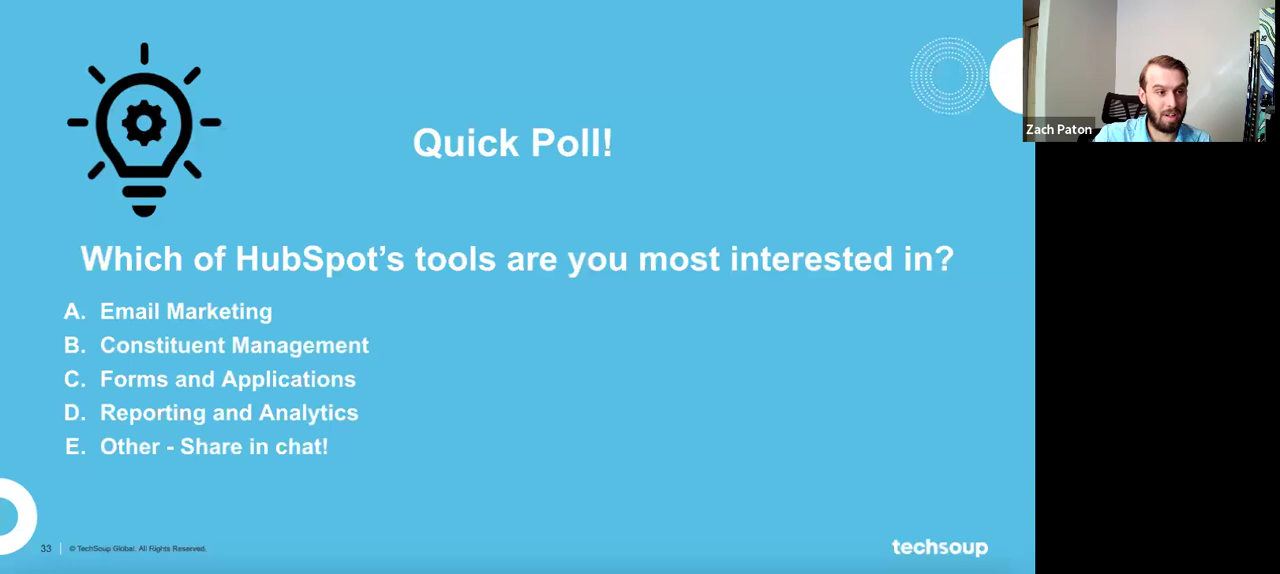 Quick Poll!
Zach Paton
Which of HubSpot's tools are you most interested in?
A. Email Marketing
B. Constituent Management
C. Forms and Applications
D. Reporting and Analytics
E. Other - Share in chat!
33
© TechSoup Global. All Rights Reserved.
techsoup